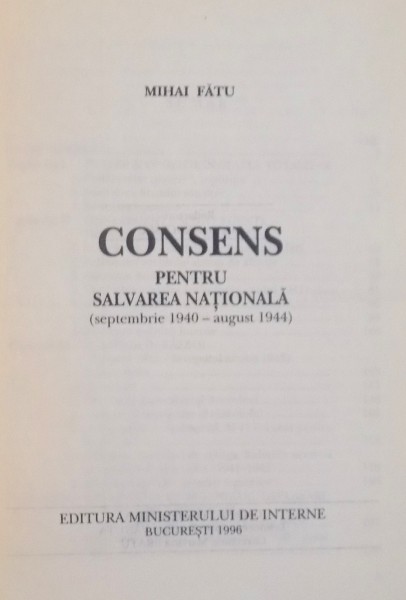 MIHAI FĂTU
CONSENS
PENTRU
SALVAREA NAȚIONALĂ
(septembrie 1940 – august 1944)
EDITURA MINISTERULUI DE INTERNE
BUCUREȘTI 1996